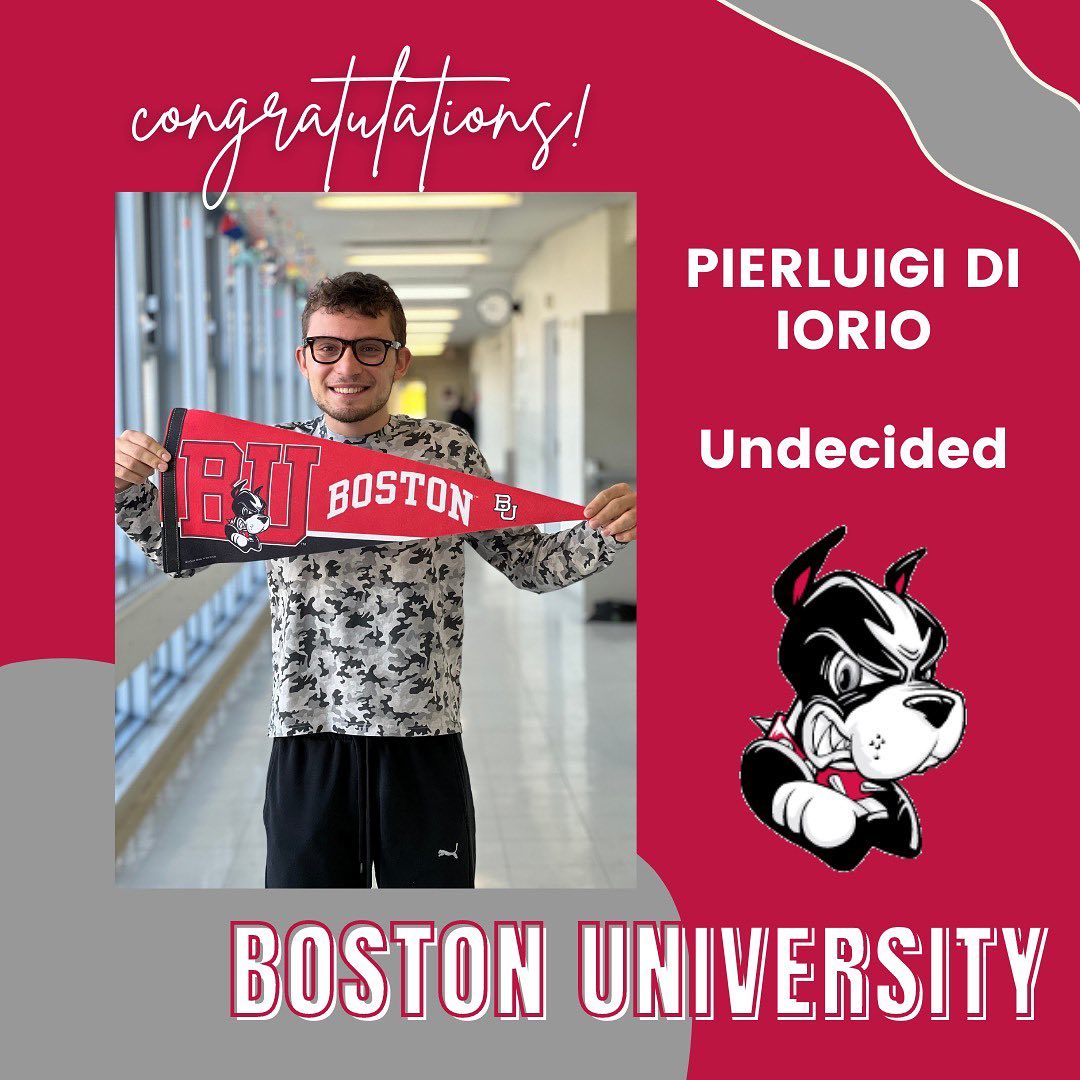 congratulations!
PIERLUIGI DI
IORIO
Undecided
BU
BOSTON
BU
BOSTON UNIVERSITY